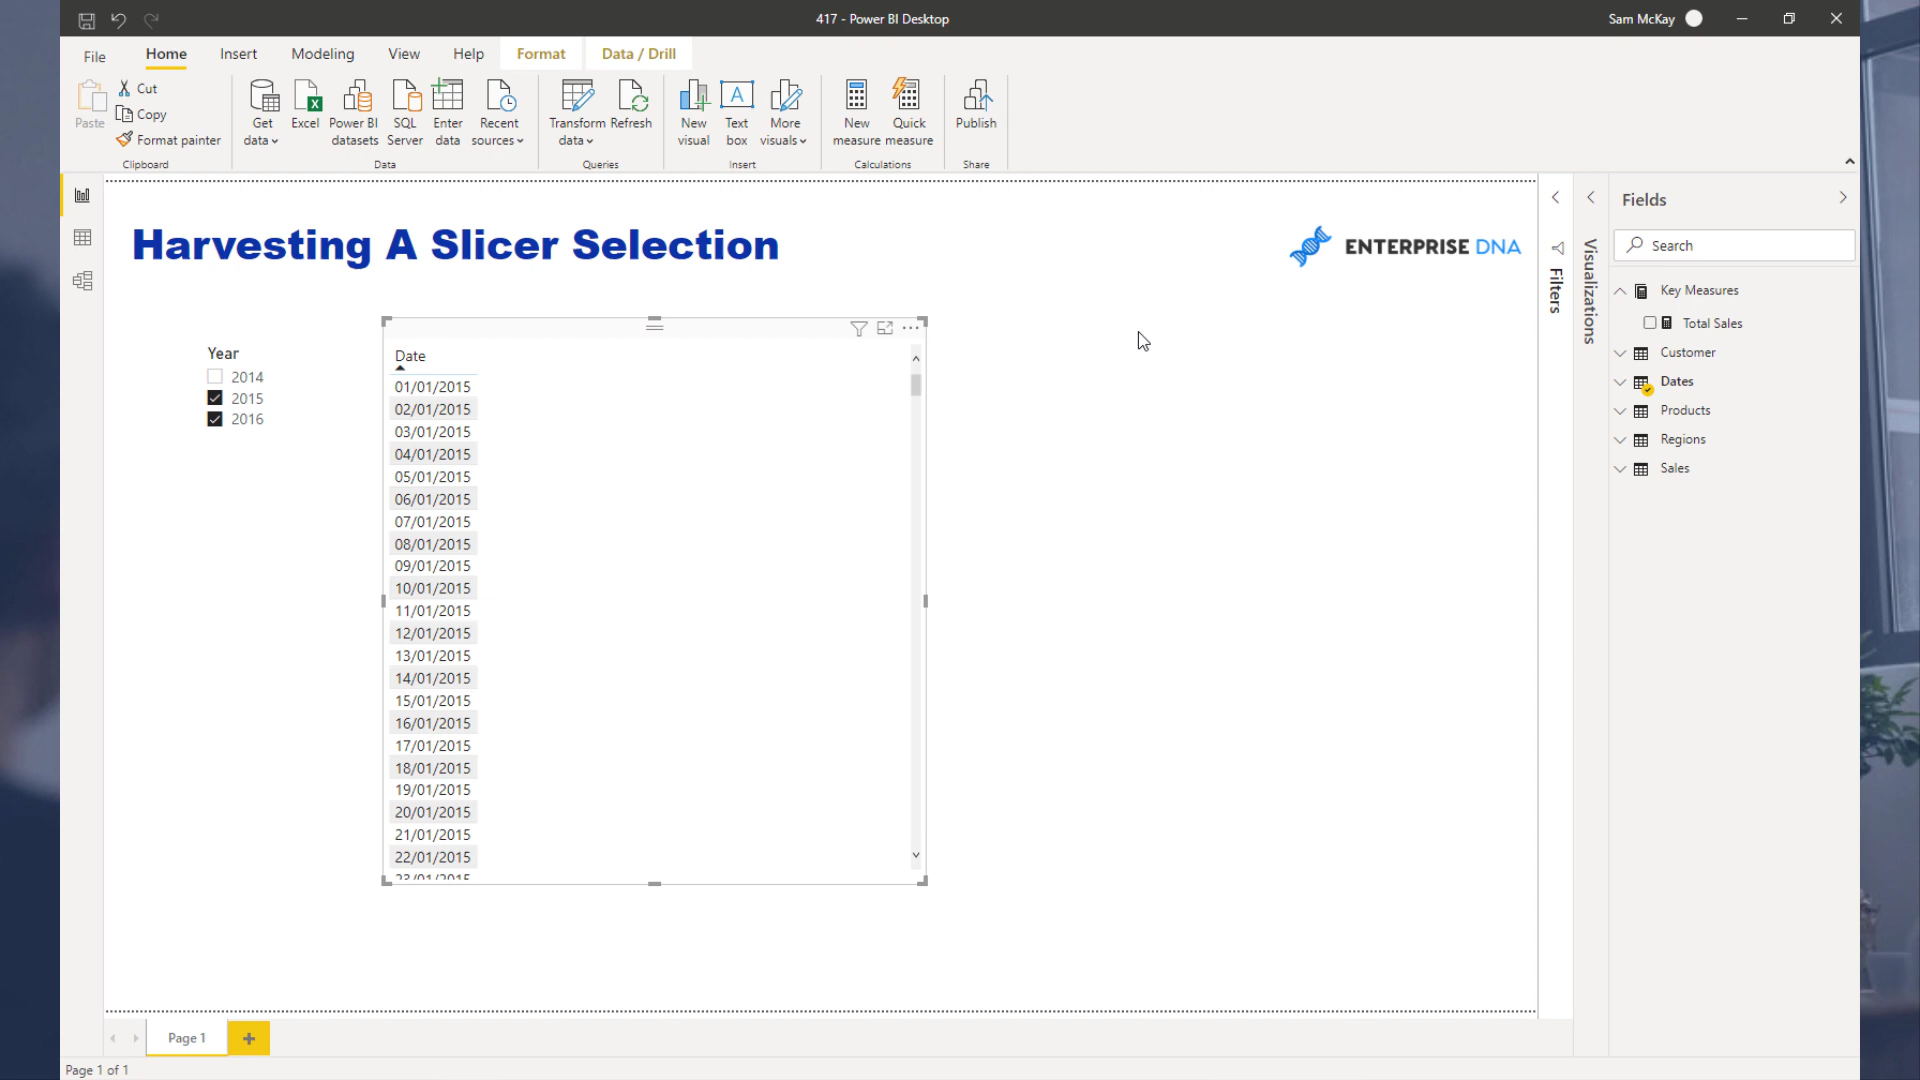 417 - Power BI Desktop
Sam McKay
File
Home
Insert
Modeling
View
Help
Format
Data / Drill
Paste
Cut
Copy
Format painter
Clipboard
Get
data
Excel
Power BI
datasets
SQL
Server
Enter
data
Recent
sources
Data
Transform
data
Refresh
Queries
New
visual
Text
box
More
visuals
Insert
New
measure
Quick
measure
Calculations
Publish
Share
Harvesting A Slicer Selection
ENTERPRISE DNA
Year
2014
2015
2016
Date
01/01/2015
02/01/2015
03/01/2015
04/01/2015
05/01/2015
06/01/2015
07/01/2015
08/01/2015
09/01/2015
10/01/2015
11/01/2015
12/01/2015
13/01/2015
14/01/2015
15/01/2015
16/01/2015
17/01/2015
18/01/2015
19/01/2015
20/01/2015
21/01/2015
22/01/2015
23/01/2015
Filters
Visualizations
Fields
Search
Key Measures
Total Sales
Customer
Dates
Products
Regions
Sales
Page 1
Page 1 of 1